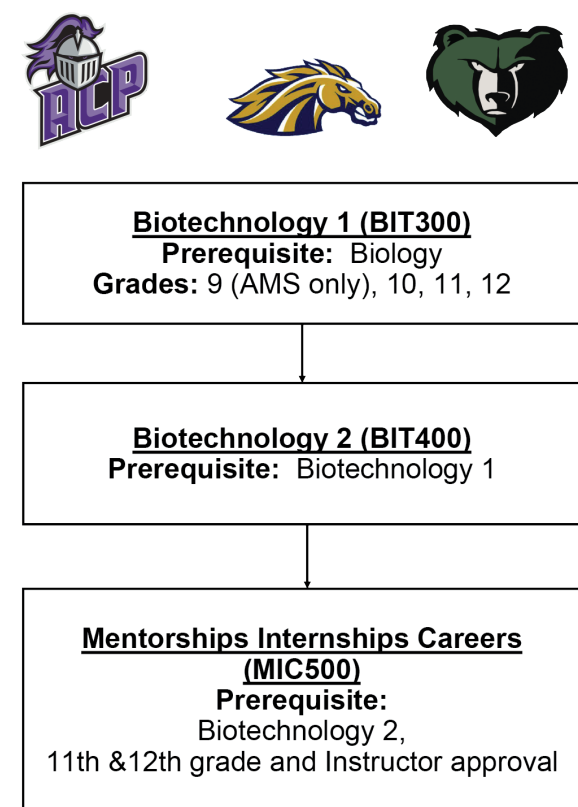 ACP
Biotechnology 1 (BIT300)
Prerequisite: Biology
Grades: 9 (AMS only), 10, 11, 12
Biotechnology 2 (BIT400)
Prerequisite: Biotechnology 1
Mentorships Internships Careers
(MIC500)
Prerequisite:
Biotechnology 2,
11th &12th grade and Instructor approval